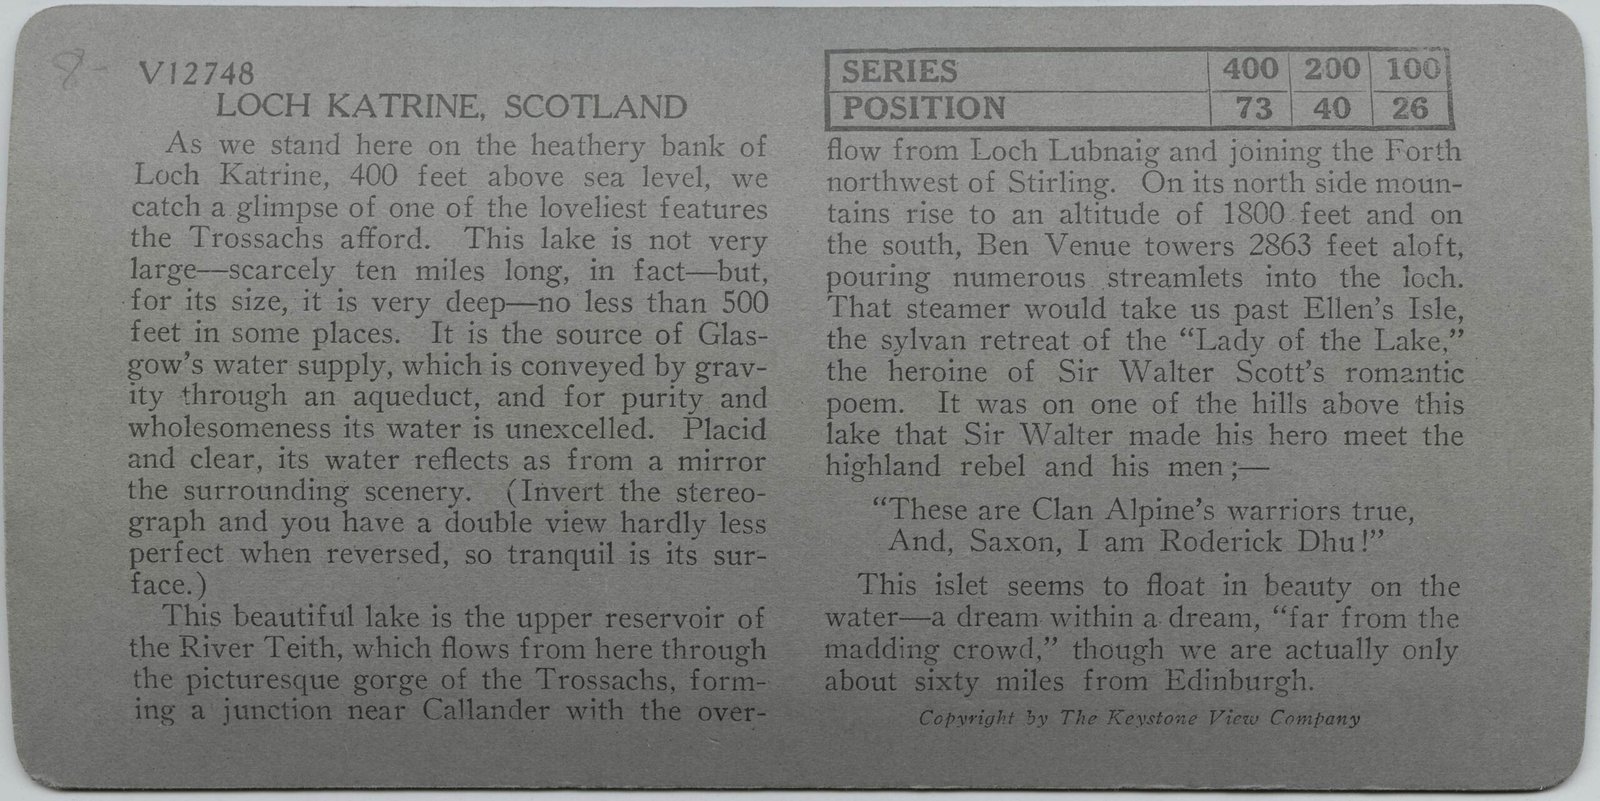 8-
V12748
LOCH KATRINE, SCOTLAND
As we stand here on the heathery bank of
Loch Katrine, 400 feet above sea level, we
catch a glimpse of one of the loveliest features
the Trossachs afford. This lake is not very
large—scarcely ten miles long, in fact—but,
for its size, it is very deep—no less than 500
feet in some places. It is the source of Glas-
gow's water supply, which is conveyed by grav-
ity through an aqueduct, and for purity and
wholesomeness its water is unexcelled. Placid
and clear, its water reflects as from a mirror
the surrounding scenery. (Invert the stereo-
graph and you have a double view hardly less
perfect when reversed, so tranquil is its sur-
face.)
This beautiful lake is the upper reservoir of
the River Teith, which flows from here through
the picturesque gorge of the Trossachs, form-
ing a junction near Callander with the over-
SERIES 400 200 100
POSITION 73 40 26
flow from Loch Lubnaig and joining the Forth
northwest of Stirling. On its north side moun-
tains rise to an altitude of 1800 feet and on
the south, Ben Venue towers 2863 feet aloft,
pouring numerous streamlets into the loch.
That steamer would take us past Ellen's Isle,
the sylvan retreat of the "Lady of the Lake,"
the heroine of Sir Walter Scott's romantic
poem. It was on one of the hills above this
lake that Sir Walter made his hero meet the
highland rebel and his men;—
"These are Clan Alpine's warriors true,
And, Saxon, I am Roderick Dhu!"
This islet seems to float in beauty on the
water—a dream within a dream, "far from the
madding crowd," though we are actually only
about sixty miles from Edinburgh.
Copyright by The Keystone View Company